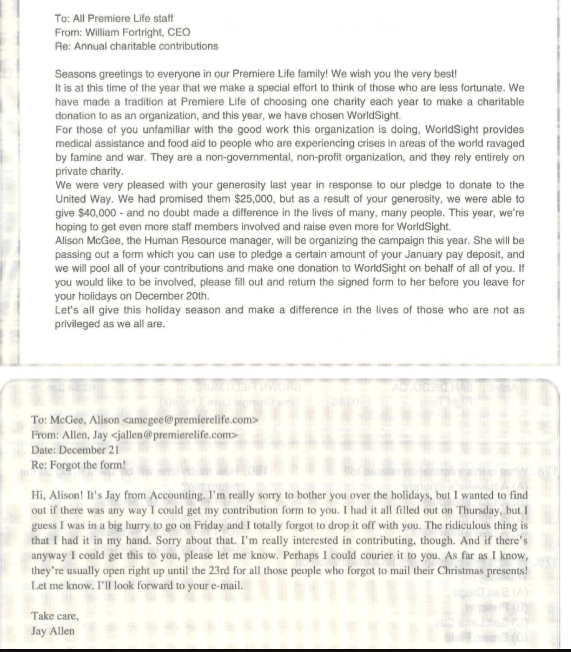 To: All Premiere Life staff
From: William Fortright, CEO
Re: Annual charitable contributions
Seasons greetings to everyone in our Premiere Life family! We wish you the very best!
It is at this time of the year that we make a special effort to think of those who are less fortunate. We
have made a tradition at Premiere Life of choosing one charity each year to make a charitable
donation to as an organization, and this year, we have chosen WorldSight.
For those of you unfamiliar with the good work this organization is doing, WorldSight provides
medical assistance and food aid to people who are experiencing crises in areas of the world ravaged
by famine and war. They are a non-governmental, non-profit organization, and they rely entirely on
private charity.
We were very pleased with your generosity last year in response to our pledge to donate to the
United Way. We had promised them $25,000, but as a result of your generosity, we were able to
give $40,000 - and no doubt made a difference in the lives of many, many people. This year, we're
hoping to get even more staff members involved and raise even more for WorldSight.
Alison McGee, the Human Resource manager, will be organizing the campaign this year. She will be
passing out a form which you can use to pledge a certain amount of your January pay deposit, and
we will pool all of your contributions and make one donation to WorldSight on behalf of all of you. If
you would like to be involved, please fill out and return the signed form to her before you leave for
your holidays on December 20th.
Let's all give this holiday season and make a difference in the lives of those who are not as
privileged as we all are.
To: McGee, Alison <amcgee@premierelife.com>
From: Allen, Jay <jallen@premierelife.com>
Date: December 21
Re: Forgot the form!
Hi, Alison! It's Jay from Accounting. I'm really sorry to bother you over the holidays, but I wanted to find
out if there was any way I could get my contribution form to you. I had it all filled out on Thursday, but I
guess I was in a big hurry to go on Friday and I totally forgot to drop it off with you. The ridiculous thing is
that I had it in my hand. Sorry about that. I'm really interested in contributing, though. And if there's
anyway I could get this to you, please let me know. Perhaps I could courier it to you. As far as I know,
they're usually open right up until the 23rd for all those people who forgot to mail their Christmas presents!
Let me know. I'll look forward to your e-mail.
Take care,
Jay Allen